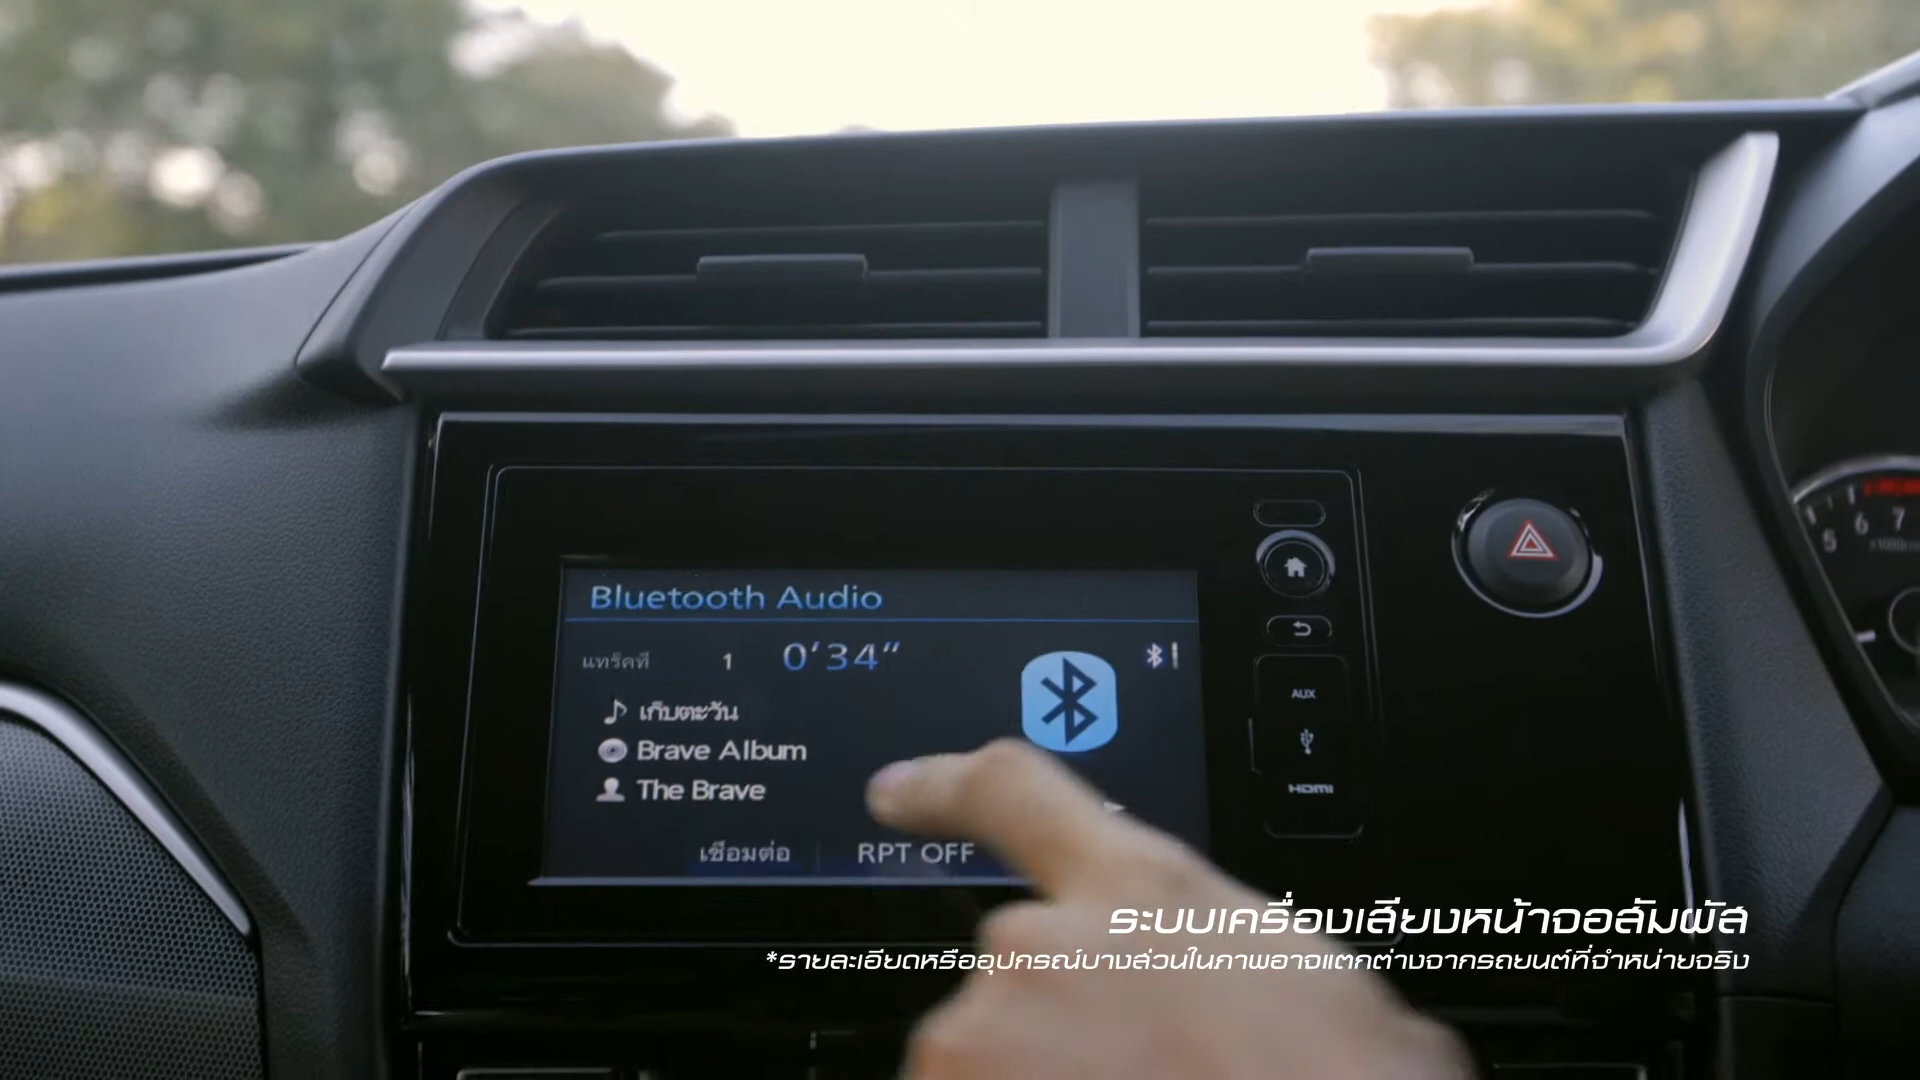 Bluetooth Audio
แทร็คที่ 1 0'34"
เก็บตะวัน
Brave Album
The Brave
เชื่อมต่อ RPT OFF
AUX
HDMI
5 6 7
ระบบเครื่องเสียงหน้าจอสัมผัส
*รายละเอียดหรืออุปกรณ์บางส่วนในภาพอาจแตกต่างจากรถยนต์ที่จำหน่ายจริง